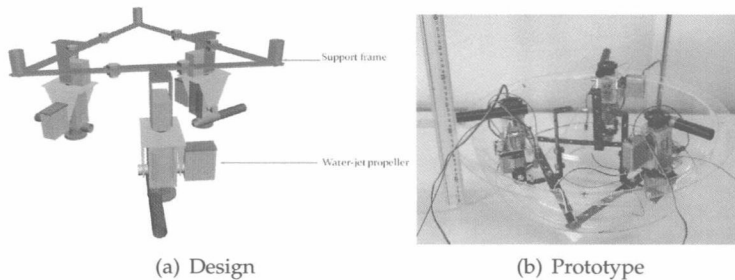 Support frame
Water-jet propeller
(a) Design
(b) Prototype